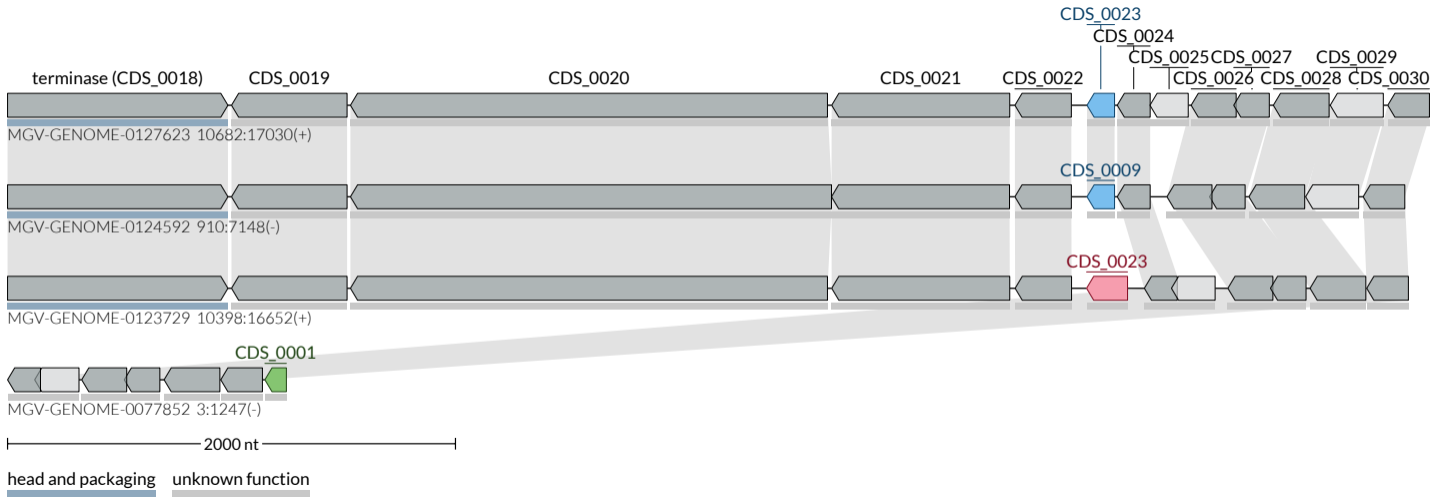 CDS_0023
CDS_0024
CDS_0025 CDS_0027 CDS_0029
terminase (CDS_0018) CDS_0019 CDS_0020 CDS_0021 CDS_0022 CDS_0026 CDS_0028 CDS_0030
MGV-GENOME-0127623 10682:17030(+)
CDS_0009
MGV-GENOME-0124592 910:7148(-)
CDS_0023
MGV-GENOME-0123729 10398:16652(+)
CDS_0001
MGV-GENOME-0077852 3:1247(-)
2000 nt
head and packaging unknown function